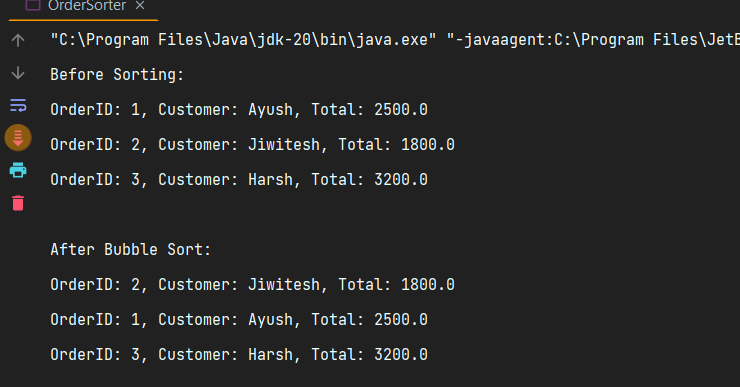 OrderSorter
"C:\Program Files\Java\jdk-20\bin\java.exe" "-javaagent:C:\Program Files\JetB
Before Sorting:
OrderID: 1, Customer: Ayush, Total: 2500.0
OrderID: 2, Customer: Jiwitesh, Total: 1800.0
OrderID: 3, Customer: Harsh, Total: 3200.0
After Bubble Sort:
OrderID: 2, Customer: Jiwitesh, Total: 1800.0
OrderID: 1, Customer: Ayush, Total: 2500.0
OrderID: 3, Customer: Harsh, Total: 3200.0